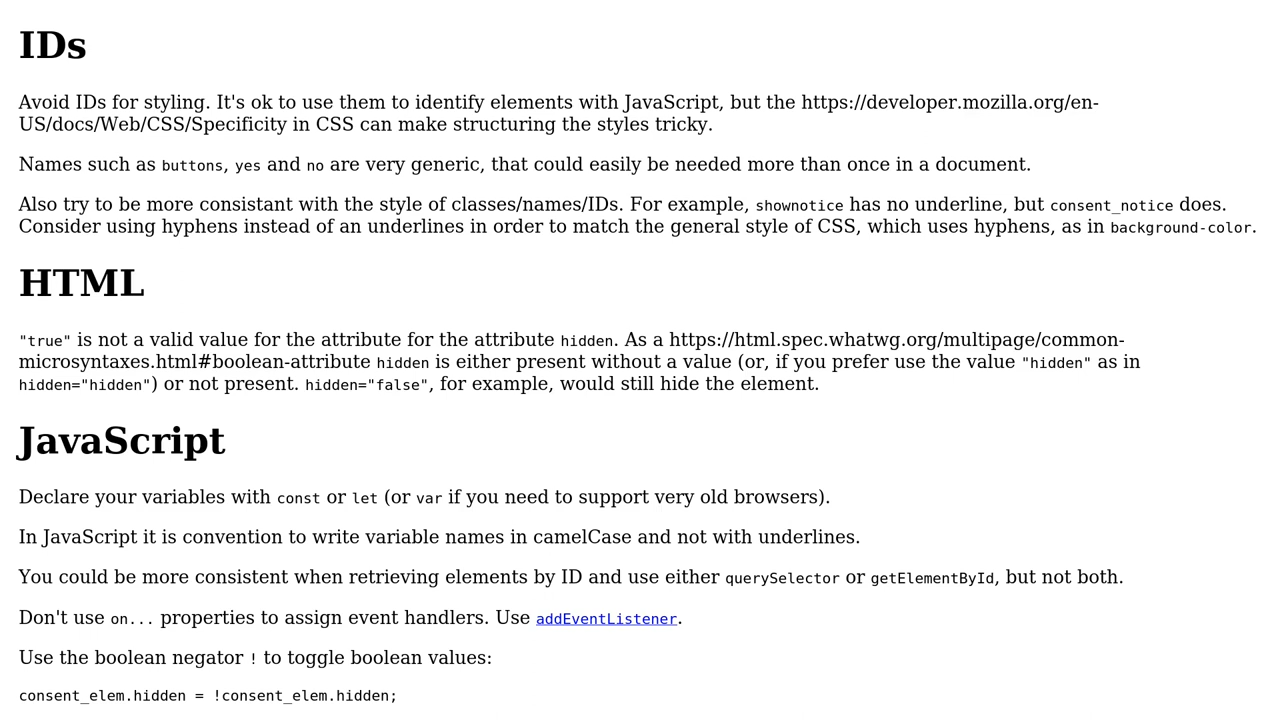 IDs
Avoid IDs for styling. It's ok to use them to identify elements with JavaScript, but the https://developer.mozilla.org/en-
US/docs/Web/CSS/Specificity in CSS can make structuring the styles tricky.
Names such as buttons, yes and no are very generic, that could easily be needed more than once in a document.
Also try to be more consistant with the style of classes/names/IDs. For example, shownotice has no underline, but consent_notice does.
Consider using hyphens instead of an underlines in order to match the general style of CSS, which uses hyphens, as in background-color.
HTML
"true" is not a valid value for the attribute for the attribute hidden. As a https://html.spec.whatwg.org/multipage/common-
microsyntaxes.html#boolean-attribute hidden is either present without a value (or, if you prefer use the value "hidden" as in
hidden="hidden") or not present. hidden="false", for example, would still hide the element.
JavaScript
Declare your variables with const or let (or var if you need to support very old browsers).
In JavaScript it is convention to write variable names in camelCase and not with underlines.
You could be more consistent when retrieving elements by ID and use either querySelector or getElementById, but not both.
Don't use on... properties to assign event handlers. Use addEventListener.
Use the boolean negator ! to toggle boolean values:
consent_elem.hidden = !consent_elem.hidden;